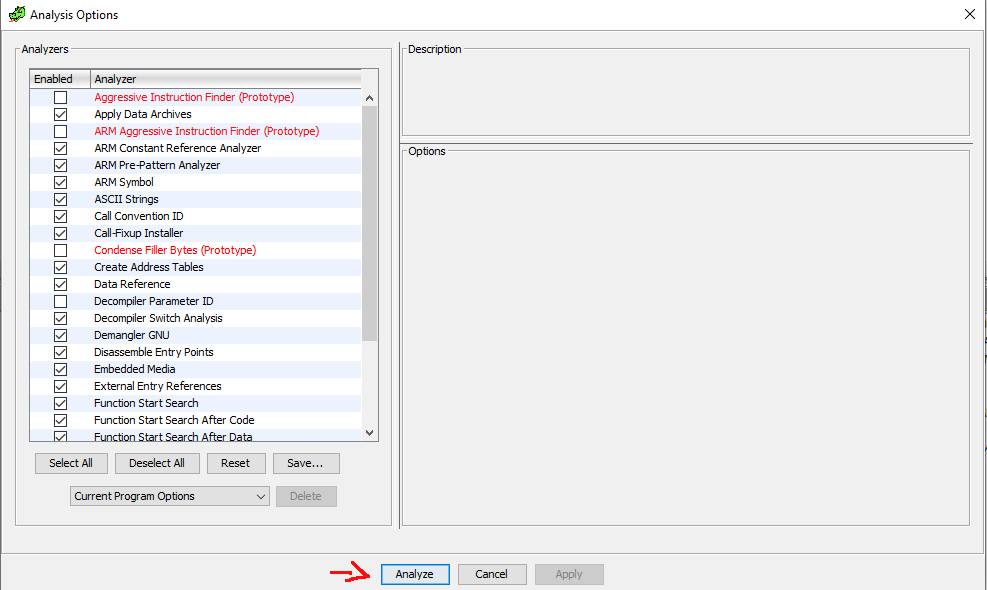 Analysis Options
Analyzers
Enabled Analyzer
Aggressive Instruction Finder (Prototype)
Apply Data Archives
ARM Aggressive Instruction Finder (Prototype)
ARM Constant Reference Analyzer
ARM Pre-Pattern Analyzer
ARM Symbol
ASCII Strings
Call Convention ID
Call-Fixup Installer
Condense Filler Bytes (Prototype)
Create Address Tables
Data Reference
Decompiler Parameter ID
Decompiler Switch Analysis
Demangler GNU
Disassemble Entry Points
Embedded Media
External Entry References
Function Start Search
Function Start Search After Code
Function Start Search After Data
Select All Deselect All Reset Save...
Current Program Options Delete
Description
Options
Analyze Cancel Apply